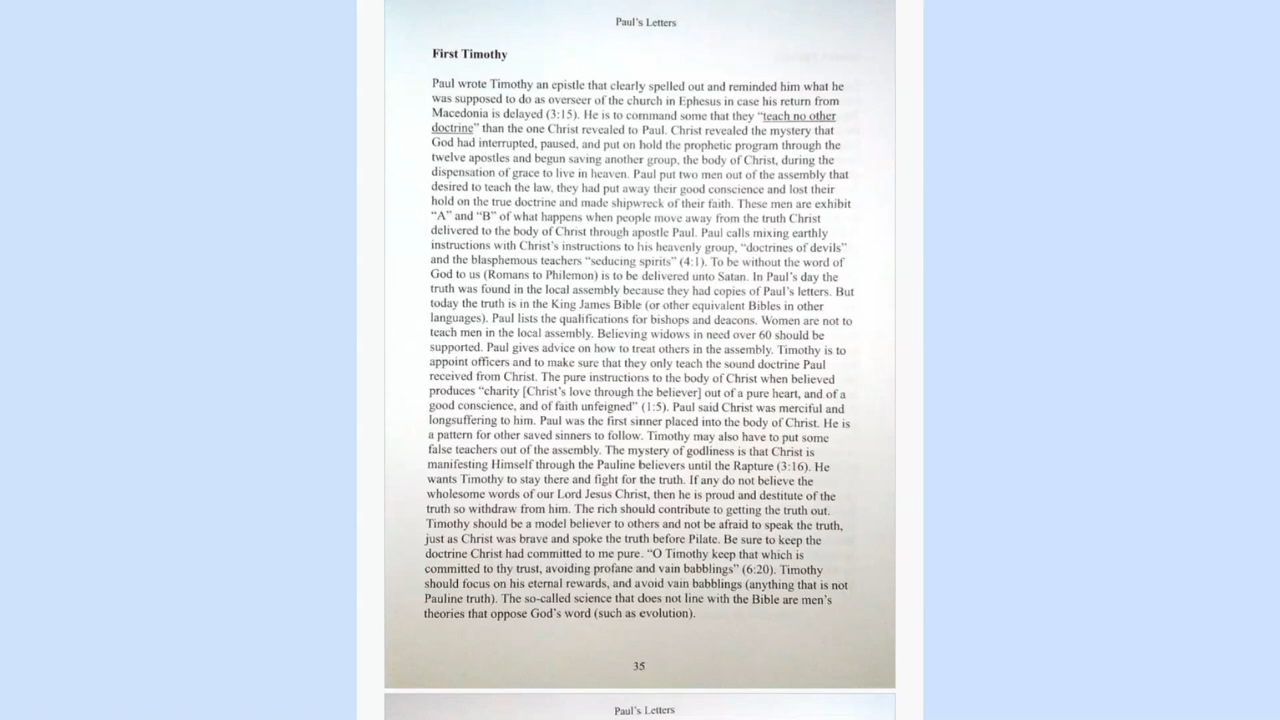 Paul's Letters
First Timothy
Paul wrote Timothy an epistle that clearly spelled out and reminded him what he
was supposed to do as overseer of the church in Ephesus in case his return from
Macedonia is delayed (3:15). He is to command some that they “teach no other
doctrine” than the one Christ revealed to Paul. Christ revealed the mystery that
God had interrupted, paused, and put on hold the prophetic program through the
twelve apostles and begun saving another group, the body of Christ, during the
dispensation of grace to live in heaven. Paul put two men out of the assembly that
desired to teach the law, they had put away their good conscience and lost their
hold on the true doctrine and made shipwreck of their faith. These men are exhibit
“A” and “B” of what happens when people move away from the truth Christ
delivered to the body of Christ through apostle Paul. Paul calls mixing earthly
instructions with Christ's instructions to his heavenly group, “doctrines of devils”
and the blasphemous teachers “seducing spirits” (4:1). To be without the word of
God to us (Romans to Philemon) is to be delivered unto Satan. In Paul's day the
truth was found in the local assembly because they had copies of Paul's letters. But
today the truth is in the King James Bible (or other equivalent Bibles in other
languages). Paul lists the qualifications for bishops and deacons. Women are not to
teach men in the local assembly. Believing widows in need over 60 should be
supported. Paul gives advice on how to treat others in the assembly. Timothy is to
appoint officers and to make sure that they only teach the sound doctrine Paul
received from Christ. The pure instructions to the body of Christ when believed
produces “charity [Christ's love through the believer] out of a pure heart, and of a
good conscience, and of faith unfeigned” (1:5). Paul said Christ was merciful and
longsuffering to him. Paul was the first sinner placed into the body of Christ. He is
a pattern for other saved sinners to follow. Timothy may also have to put some
false teachers out of the assembly. The mystery of godliness is that Christ is
manifesting Himself through the Pauline believers until the Rapture (3:16). He
wants Timothy to stay there and fight for the truth. If any do not believe the
wholesome words of our Lord Jesus Christ, then he is proud and destitute of the
truth so withdraw from him. The rich should contribute to getting the truth out.
Timothy should be a model believer to others and not be afraid to speak the truth,
just as Christ was brave and spoke the truth before Pilate. Be sure to keep the
doctrine Christ had committed to me pure. “O Timothy keep that which is
committed to thy trust, avoiding profane and vain babblings” (6:20). Timothy
should focus on his eternal rewards, and avoid vain babblings (anything that is not
Pauline truth). The so-called science that does not line with the Bible are men's
theories that oppose God's word (such as evolution).
35
Paul's Letters